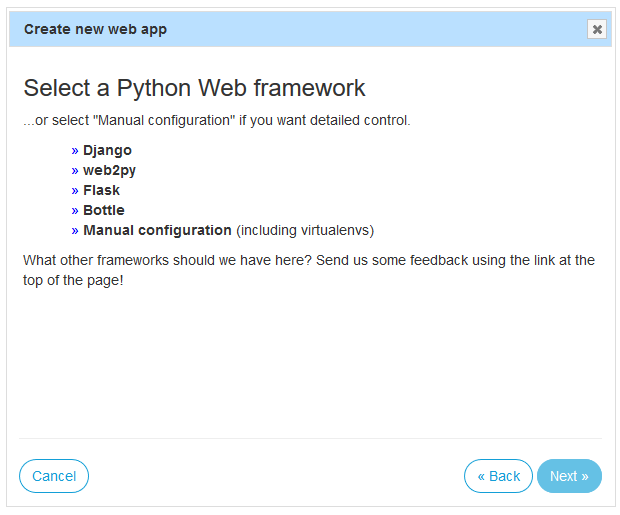 Create new web app
Select a Python Web framework
...or select "Manual configuration" if you want detailed control.
» Django
» web2py
» Flask
» Bottle
» Manual configuration (including virtualenvs)
What other frameworks should we have here? Send us some feedback using the link at the
top of the page!
Cancel
« Back
Next »